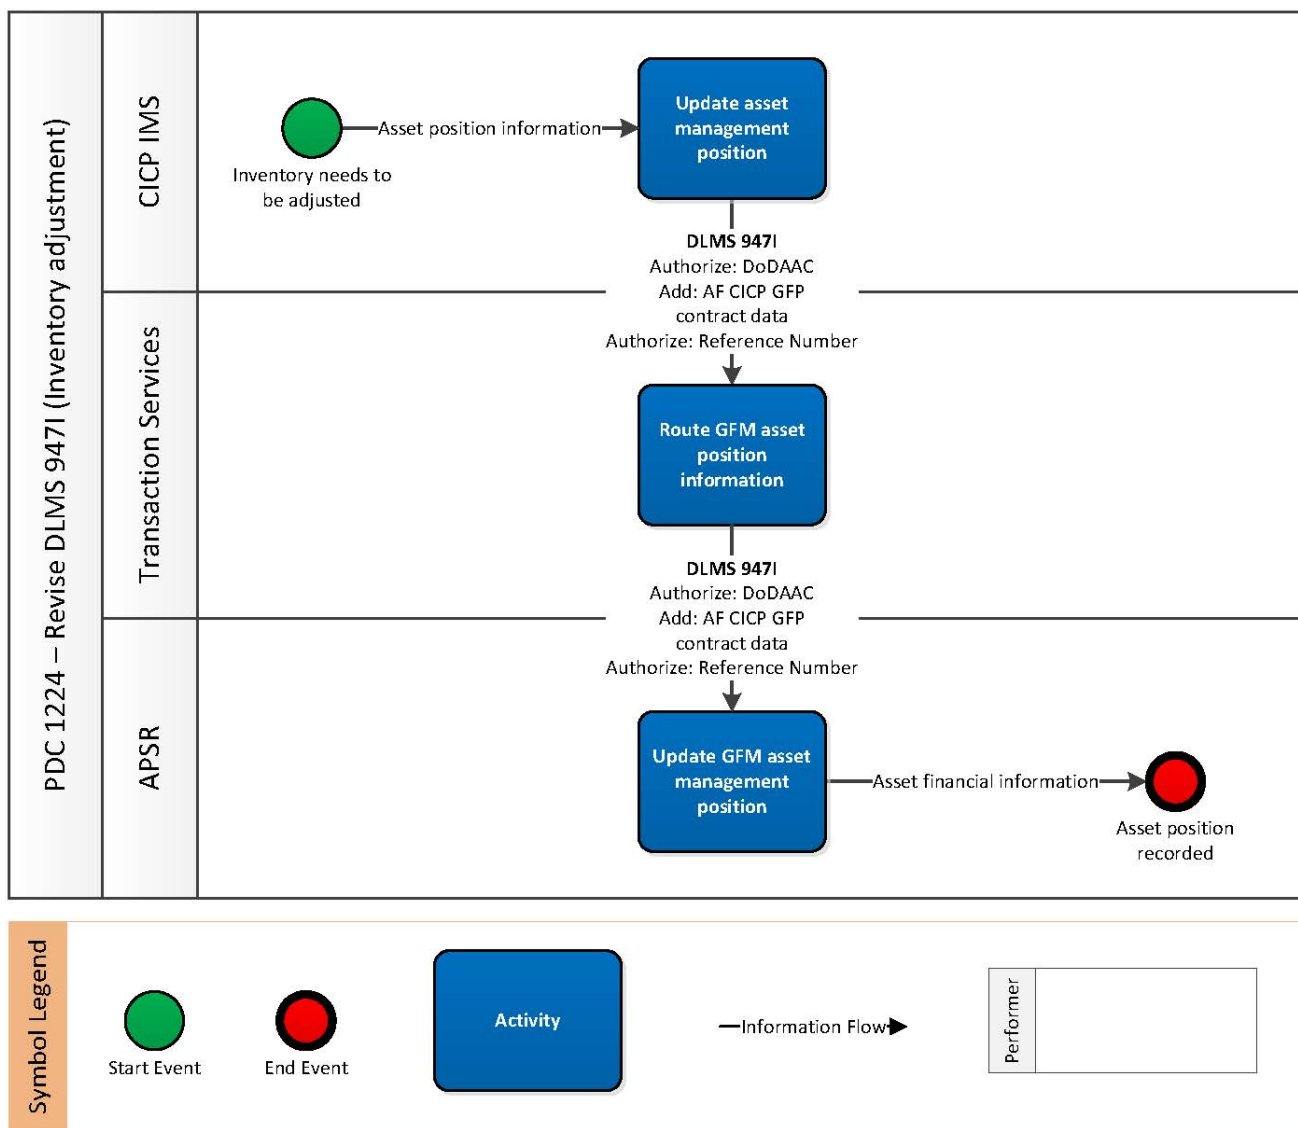 PDC 1224 – Revise DLMS 947I (Inventory adjustment)
CICP IMS
Inventory needs to
be adjusted
Asset position information
Update asset
management
position
DLMS 947I
Authorize: DoDAAC
Add: AF CICP GFP
contract data
Authorize: Reference Number
Transaction Services
Route GFM asset
position
information
DLMS 947I
Authorize: DoDAAC
Add: AF CICP GFP
contract data
Authorize: Reference Number
APSR
Update GFM asset
management
position
Asset financial information
Asset position
recorded
Symbol Legend
Start Event
End Event
Activity
Information Flow
Performer